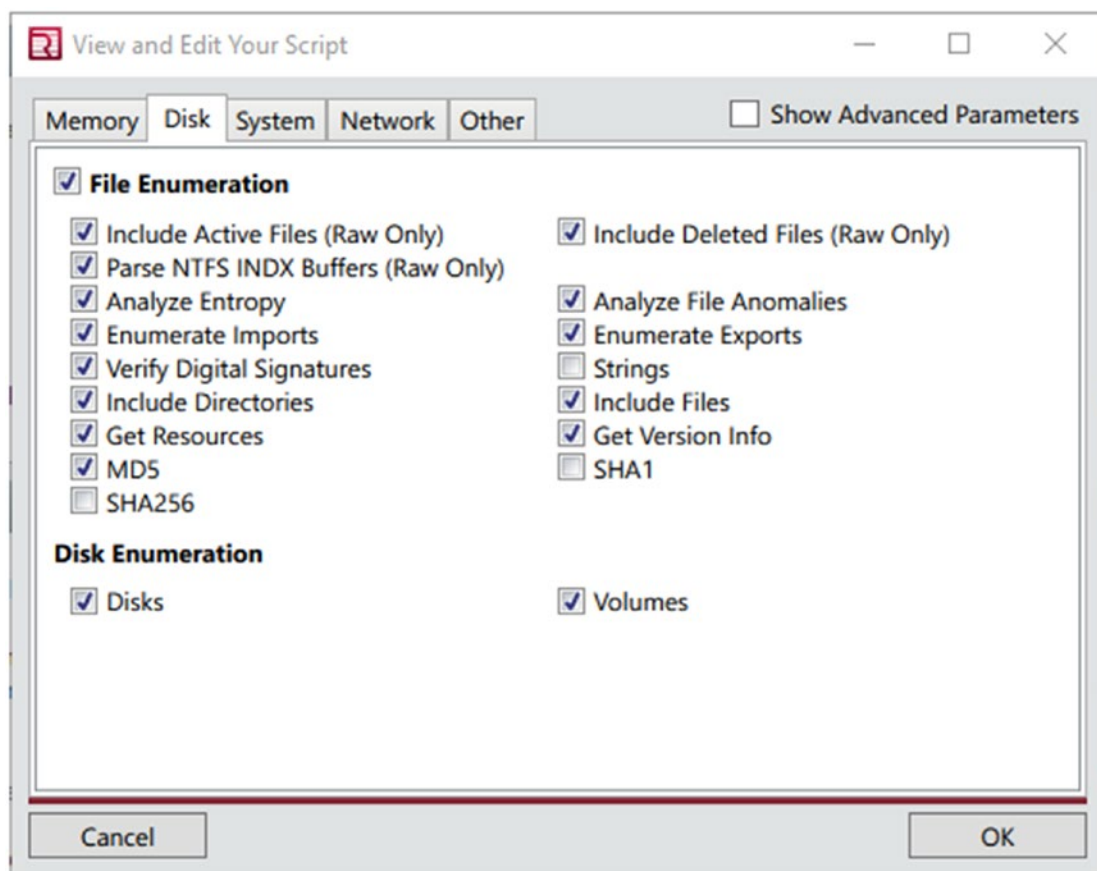 View and Edit Your Script
Memory Disk System Network Other Show Advanced Parameters
File Enumeration
Include Active Files (Raw Only) Include Deleted Files (Raw Only)
Parse NTFS INDX Buffers (Raw Only)
Analyze Entropy Analyze File Anomalies
Enumerate Imports Enumerate Exports
Verify Digital Signatures Strings
Include Directories Include Files
Get Resources Get Version Info
MD5 SHA1
SHA256
Disk Enumeration
Disks Volumes
Cancel OK